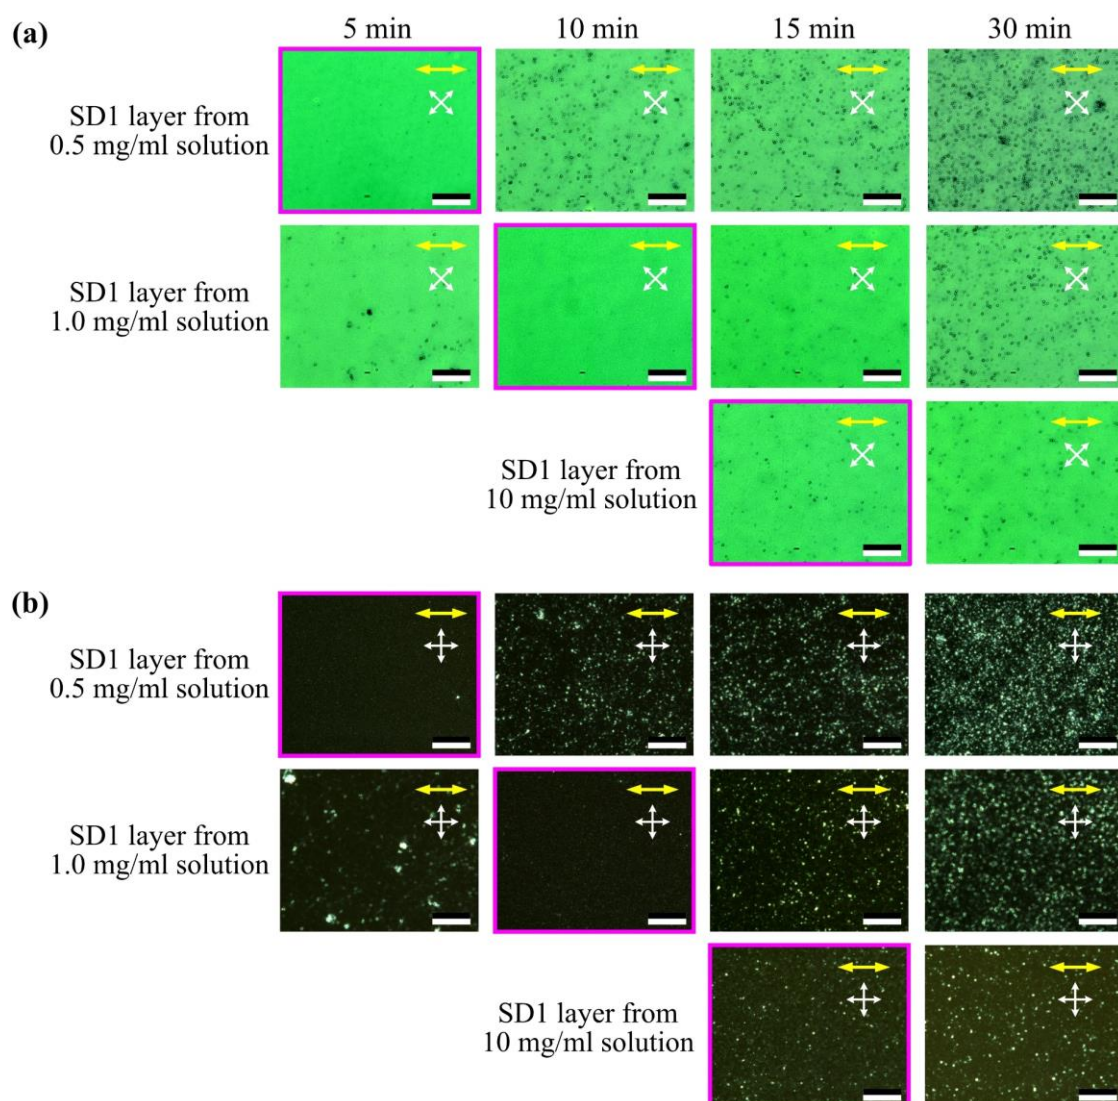 (a)
5 min
10 min
15 min
30 min
SD1 layer from
0.5 mg/ml solution
SD1 layer from
1.0 mg/ml solution
SD1 layer from
10 mg/ml solution
(b)
SD1 layer from
0.5 mg/ml solution
SD1 layer from
1.0 mg/ml solution
SD1 layer from
10 mg/ml solution